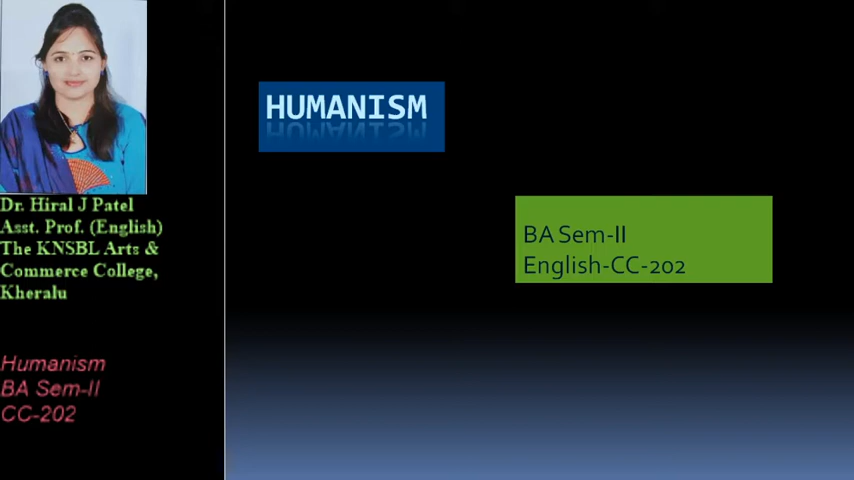 Dr. Hiral J Patel
Asst. Prof. (English)
The KNSBL Arts &
Commerce College,
Kheralu
Humanism
BA Sem-II
CC-202
HUMANISM
BA Sem-II
English-CC-202